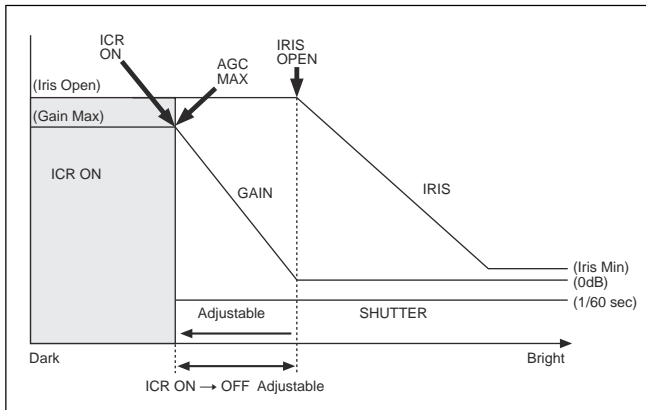 ICR
ON
IRIS
OPEN
AGC
MAX
(Iris Open)
(Gain Max)
ICR ON
GAIN
IRIS
(Iris Min)
(0dB)
(1/60 sec)
Adjustable
SHUTTER
Dark
Bright
ICR ON → OFF Adjustable